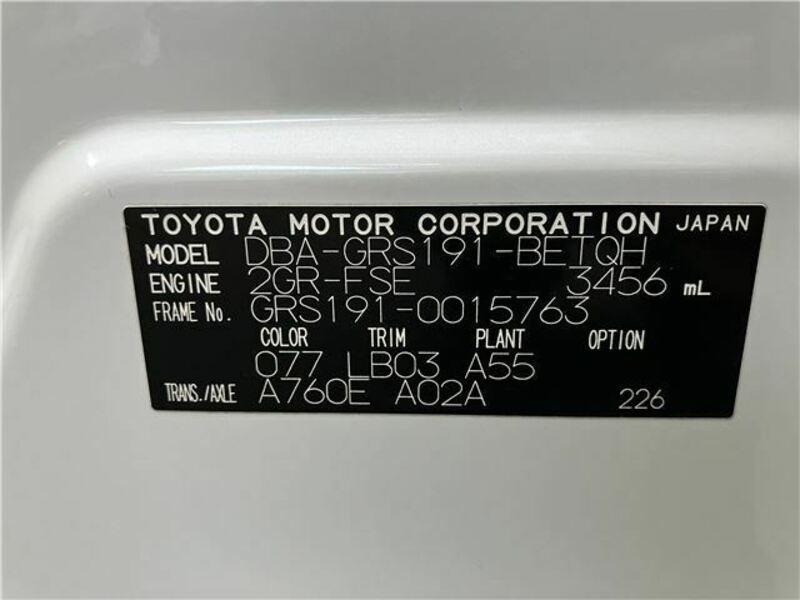 TOYOTA MOTOR CORPORATION JAPAN
MODEL DBA-GRS191-BETQH
ENGINE 2GR-FSE 3456 mL
FRAME No. GRS191-0015763
COLOR TRIM PLANT OPTION
077 LB03 A55
TRANS./AXLE A760E A02A 226